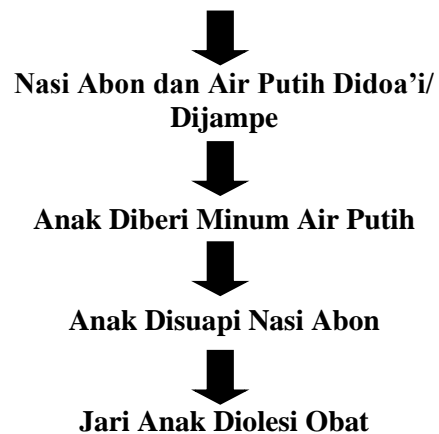 Nasi Abon dan Air Putih Didoa'i/
Dijampe
Anak Diberi Minum Air Putih
Anak Disuapi Nasi Abon
Jari Anak Diolesi Obat